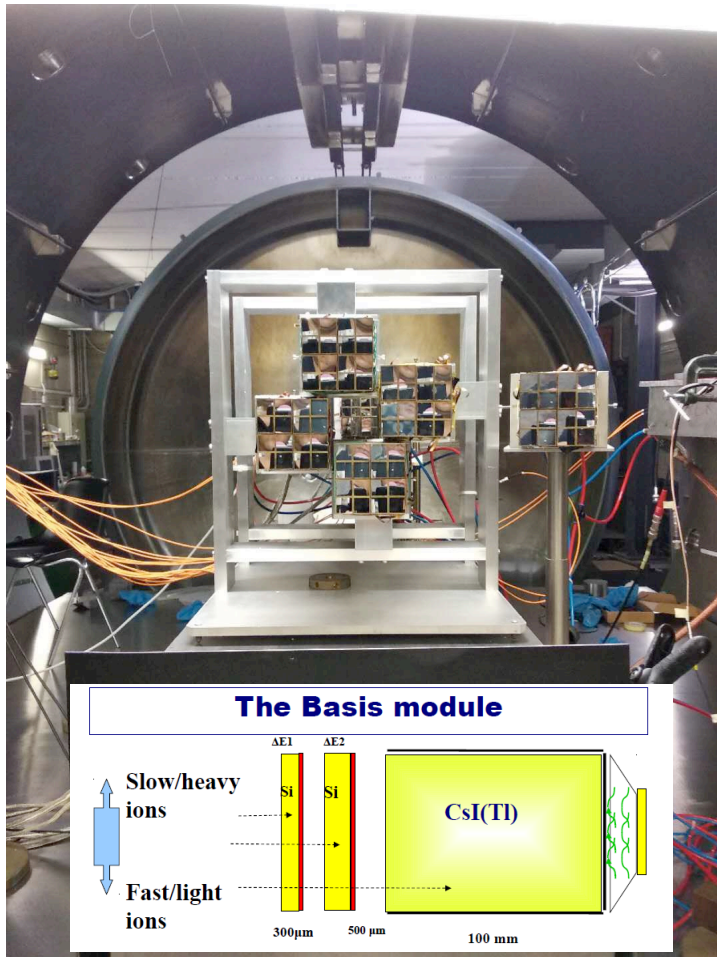 The Basis module
ΔE1
ΔE2
Slow/heavy
ions
Si
Si
CsI(Tl)
Fast/light
ions
300μm
500 μm
100 mm